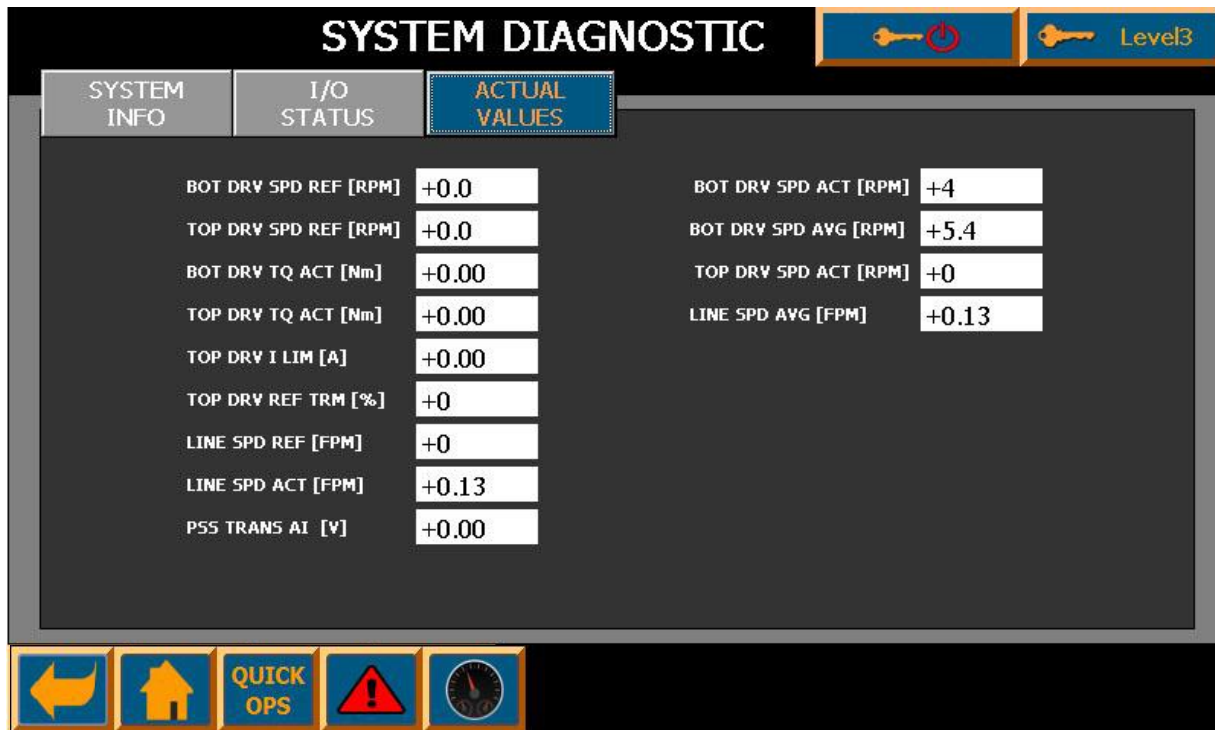 SYSTEM DIAGNOSTIC
Level3
SYSTEM
INFO
I/O
STATUS
ACTUAL
VALUES
BOT DRV SPD REF [RPM] +0.0
TOP DRV SPD REF [RPM] +0.0
BOT DRV TQ ACT [Nm] +0.00
TOP DRV TQ ACT [Nm] +0.00
TOP DRV I LIM [A] +0.00
TOP DRV REF TRM [%] +0
LINE SPD REF [FPM] +0
LINE SPD ACT [FPM] +0.13
PSS TRANS AI [V] +0.00
BOT DRV SPD ACT [RPM] +4
BOT DRV SPD AVG [RPM] +5.4
TOP DRV SPD ACT [RPM] +0
LINE SPD AVG [FPM] +0.13
QUICK
OPS